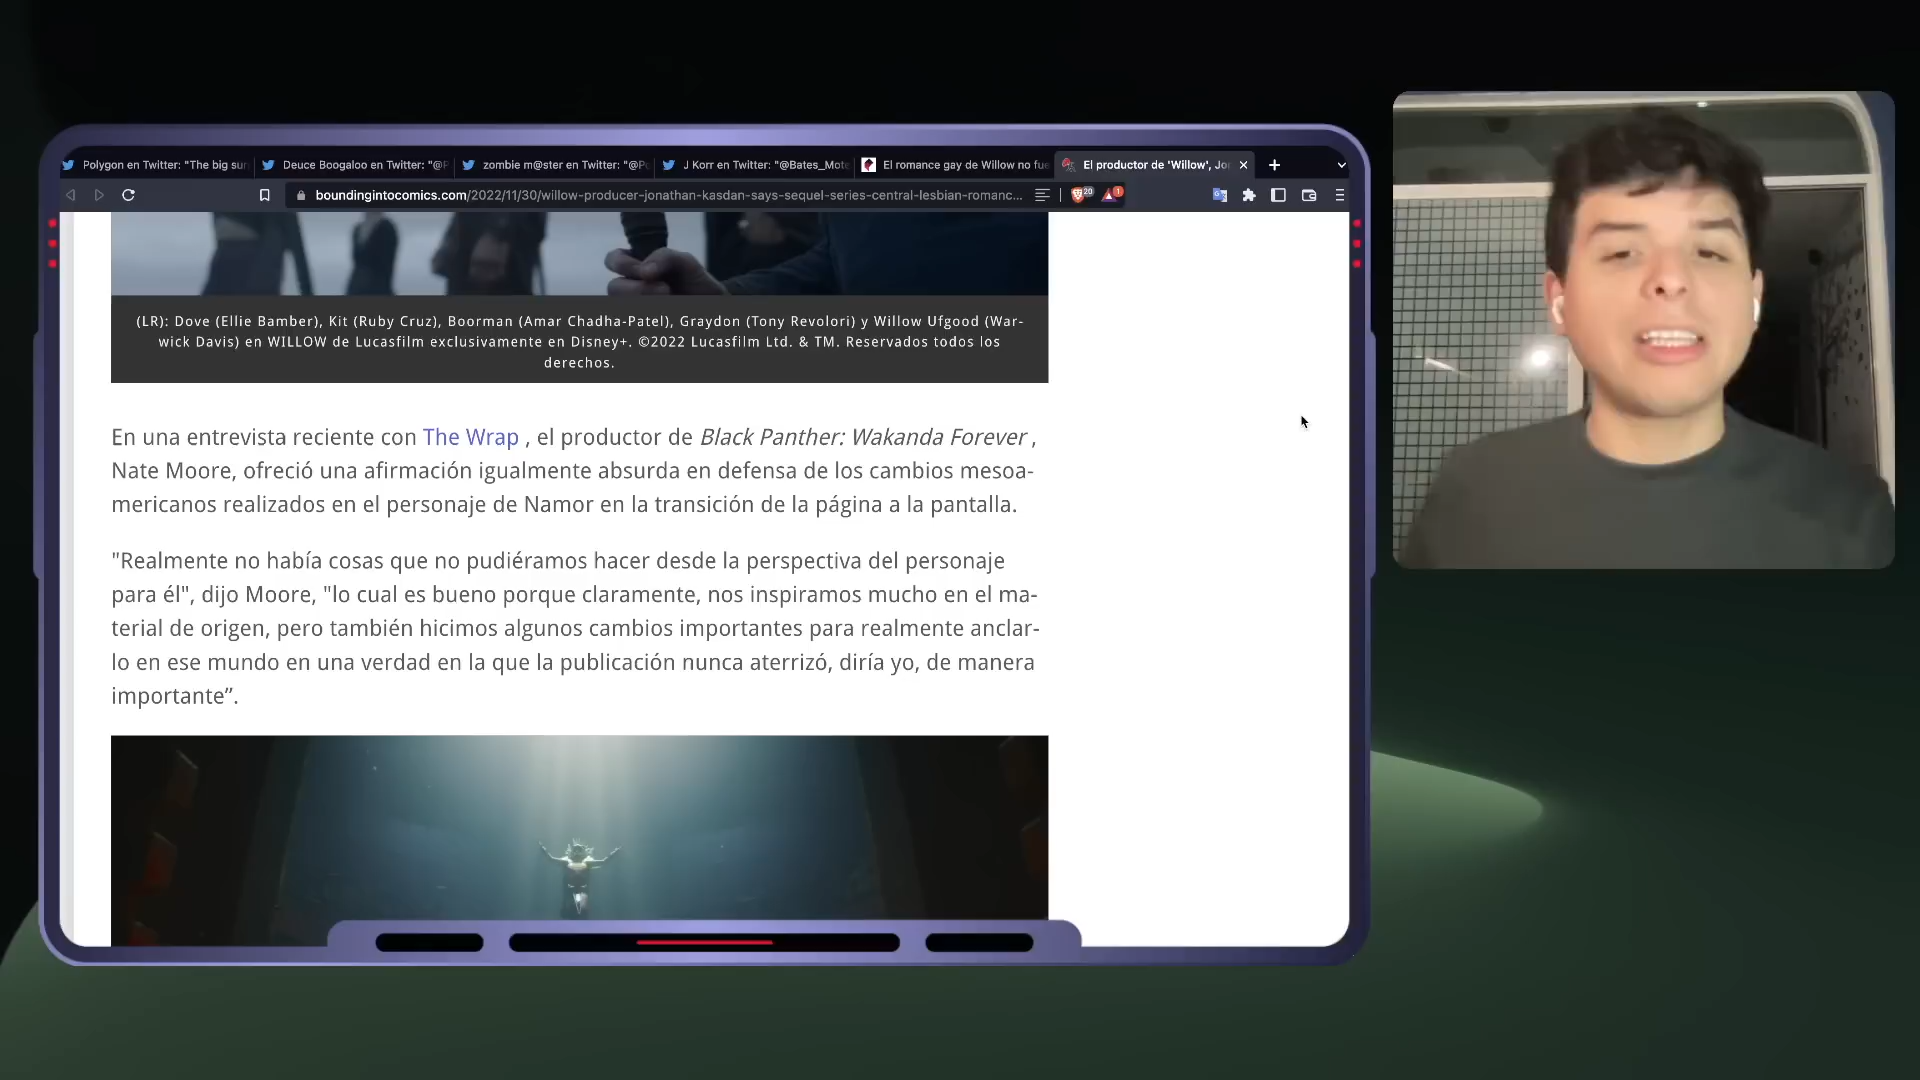 Polygon en Twitter: "The big sur
Deuce Boogaloo en Twitter: "@P
zombie m@ster en Twitter: "@Po
J Korr en Twitter: "@Bates_Mote
El romance gay de Willow no fue
El productor de 'Willow', Jo
boundingintocomics.com/2022/11/30/willow-producer-jonathan-kasdan-says-sequel-series-central-lesbian-romanc...
20
1
(LR): Dove (Ellie Bamber), Kit (Ruby Cruz), Boorman (Amar Chadha-Patel), Graydon (Tony Revolori) y Willow Ufgood (War-
wick Davis) en WILLOW de Lucasfilm exclusivamente en Disney+. ©2022 Lucasfilm Ltd. & TM. Reservados todos los
derechos.
En una entrevista reciente con The Wrap , el productor de Black Panther: Wakanda Forever ,
Nate Moore, ofreció una afirmación igualmente absurda en defensa de los cambios mesoa-
mericanos realizados en el personaje de Namor en la transición de la página a la pantalla.
"Realmente no había cosas que no pudiéramos hacer desde la perspectiva del personaje
para él", dijo Moore, "lo cual es bueno porque claramente, nos inspiramos mucho en el ma-
terial de origen, pero también hicimos algunos cambios importantes para realmente anclar-
lo en ese mundo en una verdad en la que la publicación nunca aterrizó, diría yo, de manera
importante”.